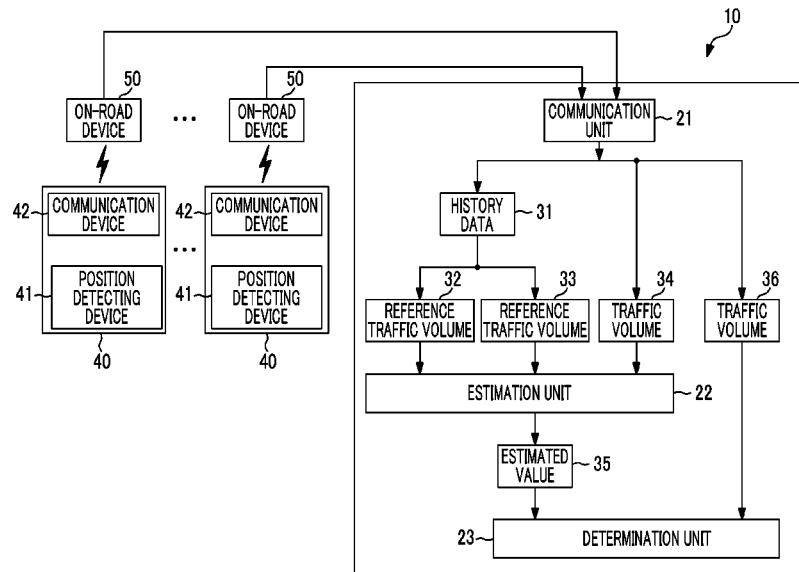 10
50
50
ON-ROAD
DEVICE
...
ON-ROAD
DEVICE
COMMUNICATION
UNIT
21
42
COMMUNICATION
DEVICE
42
COMMUNICATION
DEVICE
HISTORY
DATA
31
...
41
POSITION
DETECTING
DEVICE
41
POSITION
DETECTING
DEVICE
40
40
32
33
34
36
REFERENCE
TRAFFIC VOLUME
REFERENCE
TRAFFIC VOLUME
TRAFFIC
VOLUME
TRAFFIC
VOLUME
ESTIMATION UNIT
22
ESTIMATED
VALUE
35
23
DETERMINATION UNIT